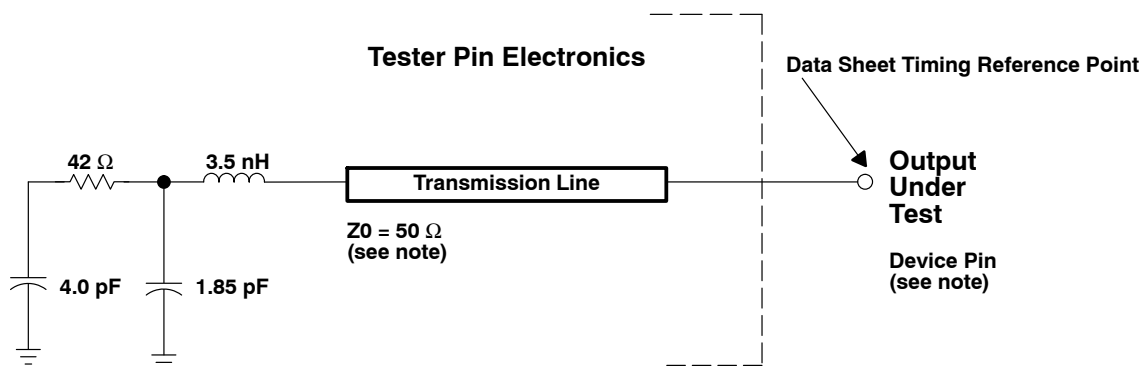 Tester Pin Electronics
Data Sheet Timing Reference Point
42 Ω
3.5 nH
Transmission Line
Output
Under
Test
Z0 = 50 Ω
(see note)
Device Pin
(see note)
4.0 pF
1.85 pF